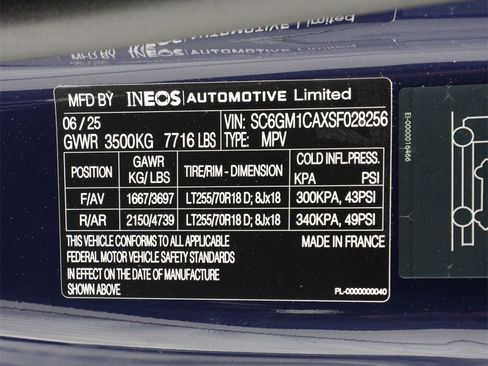 MFD BY INEOS AUTOMOTIVE Limited
06 / 25 VIN: SC6GM1CAXSF028256
GVWR 3500KG 7716 LBS TYPE: MPV
GAWR KG/ LBS TIRE/RIM - DIMENSION COLD INFL.PRESS. KPA PSI
F/AV 1667/3697 LT255/70R18 D; 8Jx18 300KPA, 43PSI
R/AR 2150/4739 LT255/70R18 D; 8Jx18 340KPA, 49PSI
THIS VEHICLE CONFORMS TO ALL APPLICABLE MADE IN FRANCE
FEDERAL MOTOR VEHICLE SAFETY STANDARDS
IN EFFECT ON THE DATE OF MANUFACTURE
SHOWN ABOVE
PL-0000000040
EI-0000016466